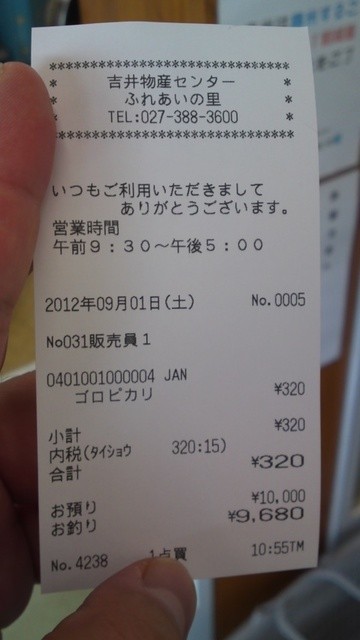 ************************
* 吉井物産センター *
* ふれあいの里 *
* TEL:027-388-3600 *
************************
いつもご利用いただきまして
ありがとうございます。
営業時間
午前9:30〜午後5:00
2012年09月01日(土) No.0005
No031販売員1
0401001000004 JAN
ゴロピカリ ¥320
小計 ¥320
内税(タイショウ 320:15)
合計 ¥320
お預り ¥10,000
お釣り ¥9,680
No.4238 1点買 10:55TM